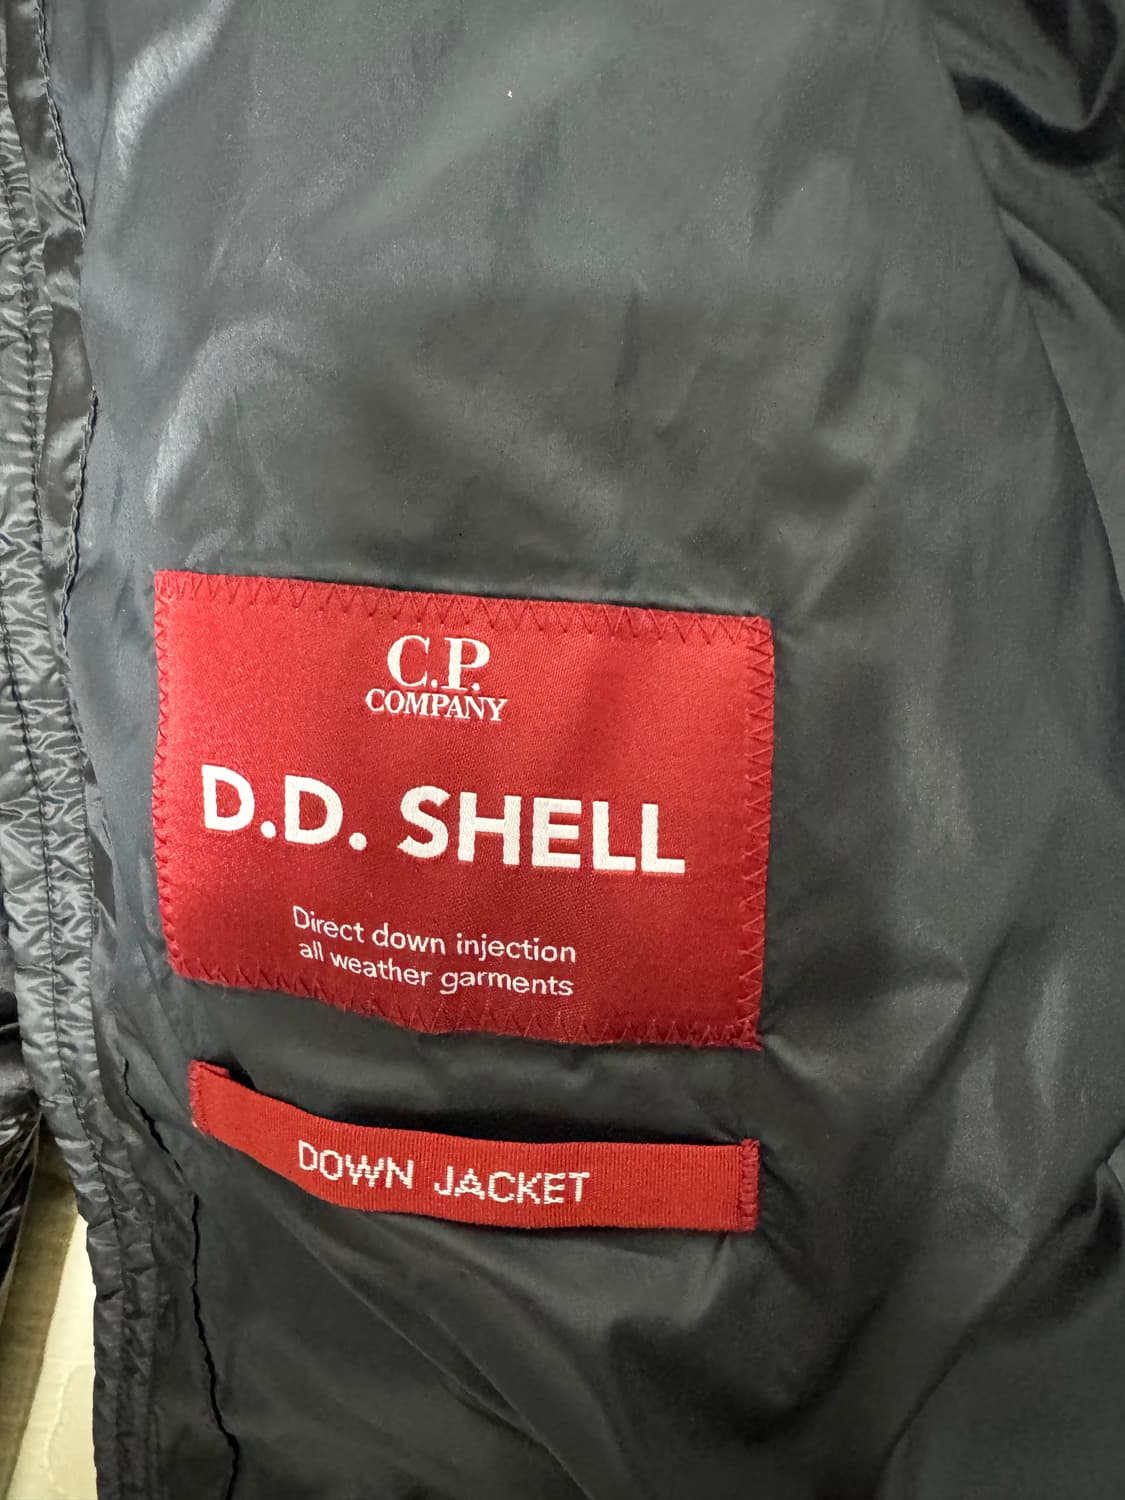 C.P.
COMPANY
D.D. SHELL
Direct down injection
all weather garments
DOWN JACKET